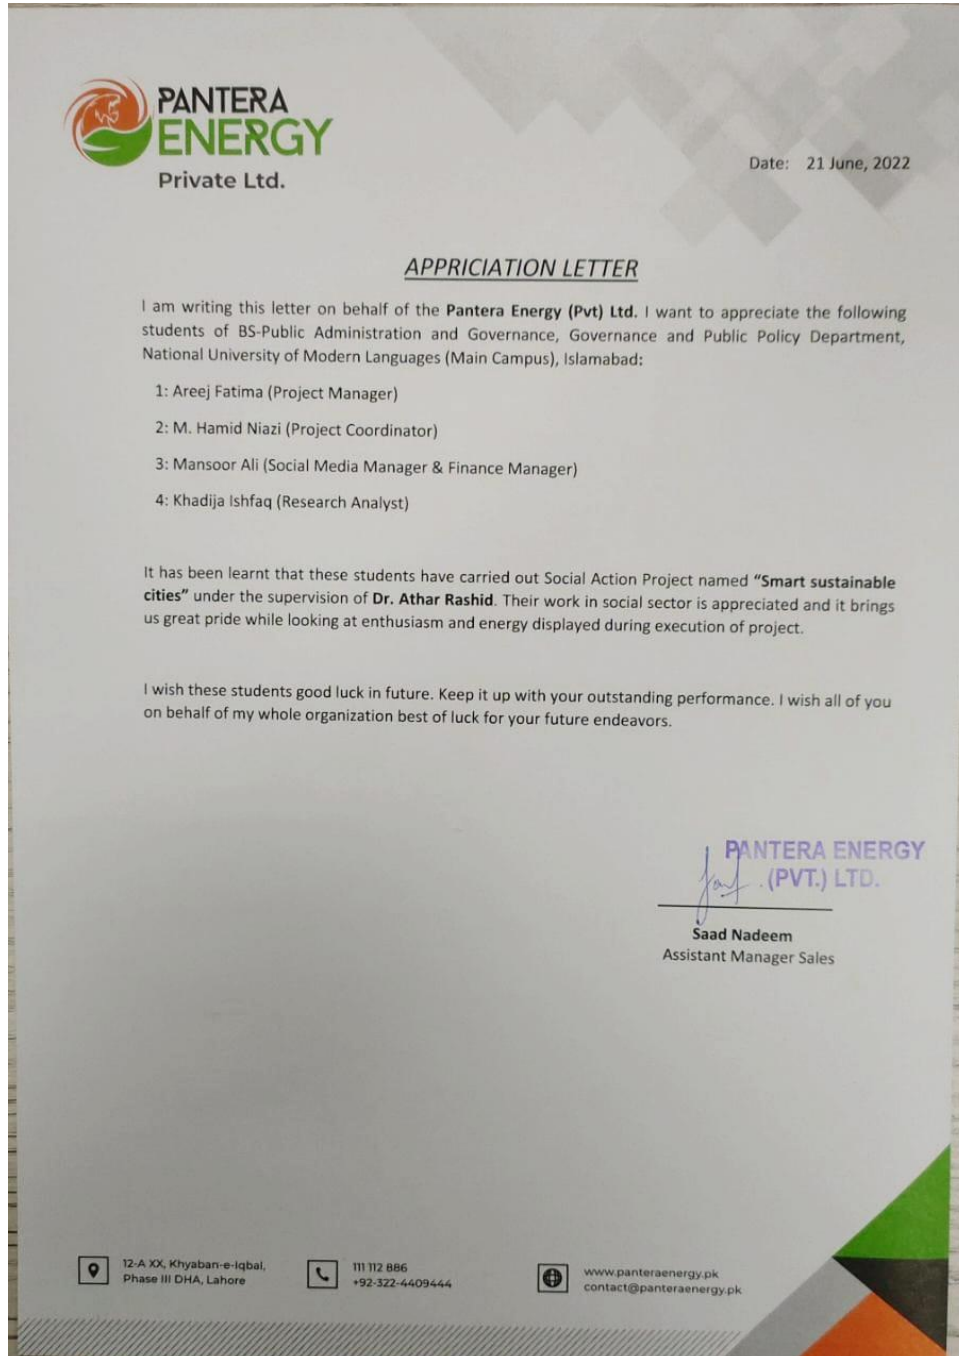 PANTERA
ENERGY
Private Ltd.
Date: 21 June, 2022
APPRICIATION LETTER
I am writing this letter on behalf of the Pantera Energy (Pvt) Ltd. I want to appreciate the following
students of BS-Public Administration and Governance, Governance and Public Policy Department,
National University of Modern Languages (Main Campus), Islamabad:
1: Areej Fatima (Project Manager)
2: M. Hamid Niazi (Project Coordinator)
3: Mansoor Ali (Social Media Manager & Finance Manager)
4: Khadija Ishfaq (Research Analyst)
It has been learnt that these students have carried out Social Action Project named “Smart sustainable
cities” under the supervision of Dr. Athar Rashid. Their work in social sector is appreciated and it brings
us great pride while looking at enthusiasm and energy displayed during execution of project.
I wish these students good luck in future. Keep it up with your outstanding performance. I wish all of you
on behalf of my whole organization best of luck for your future endeavors.
PANTERA ENERGY
(PVT.) LTD.
Saad Nadeem
Assistant Manager Sales
12-A XX, Khyaban-e-Iqbal,
Phase III DHA, Lahore
111 112 886
+92-322-4409444
www.panteraenergy.pk
contact@panteraenergy.pk